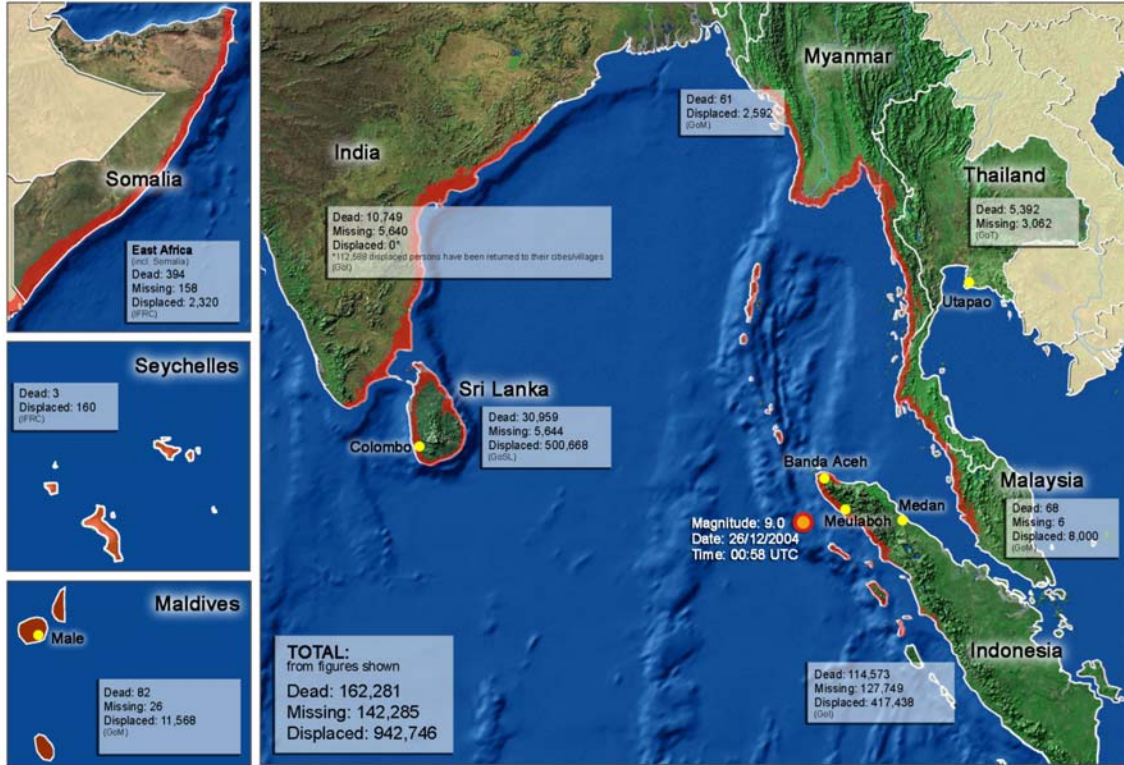 Somalia
East Africa
(incl. Somalia)
Dead: 394
Missing: 158
Displaced: 2,320
(IFRC)
Seychelles
Dead: 3
Displaced: 160
(IFRC)
Maldives
Male
Dead: 82
Missing: 26
Displaced: 11,568
(GoM)
Myanmar
Dead: 61
Displaced: 2,592
(GoM)
India
Dead: 10,749
Missing: 5,640
Displaced: 0*
*112,588 displaced persons have been returned to their cities/villages
(GoI)
Thailand
Dead: 5,392
Missing: 3,062
(GoT)
Utapao
Sri Lanka
Dead: 30,959
Missing: 5,644
Displaced: 500,668
(GoSL)
Colombo
Banda Aceh
Meulaboh
Medan
Magnitude: 9.0
Date: 26/12/2004
Time: 00:58 UTC
Malaysia
Dead: 68
Missing: 6
Displaced: 8,000
(GoM)
Indonesia
Dead: 114,573
Missing: 127,749
Displaced: 417,438
(GoI)
TOTAL:
from figures shown
Dead: 162,281
Missing: 142,285
Displaced: 942,746